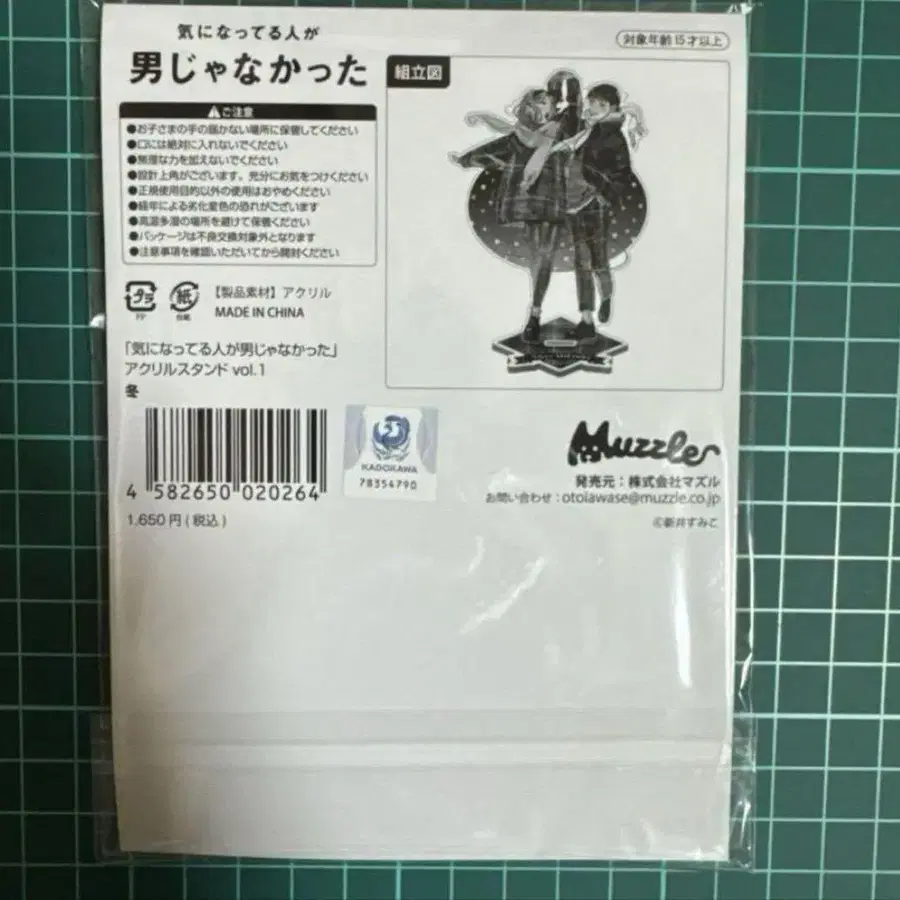 気になってる人が
男じゃなかった
対象年齢15才以上
組立図
ご注意
●お子さまの手の届かない場所に保管してください
●口には絶対に入れないでください
●無理な力を加えないでください
●設計上角がございます。充分にお気をつけください
●正規使用目的以外の使用はおやめください
●経年による劣化変色の恐れがございます
●高温多湿の場所を避けて保管ください
●パッケージは不良交換対象外となります
●注意事項を確認いただいてから開封ください
プラ
PP
紙
台紙
【製品素材】アクリル
MADE IN CHINA
「気になってる人が男じゃなかった」
アクリルスタンド vol.1
冬
4 582650 020264
1,650円(税込)
KADOKAWA
78354790
Muzzle
発売元：株式会社マズル
お問い合わせ：otoiawase@muzzle.co.jp
©新井すみこ